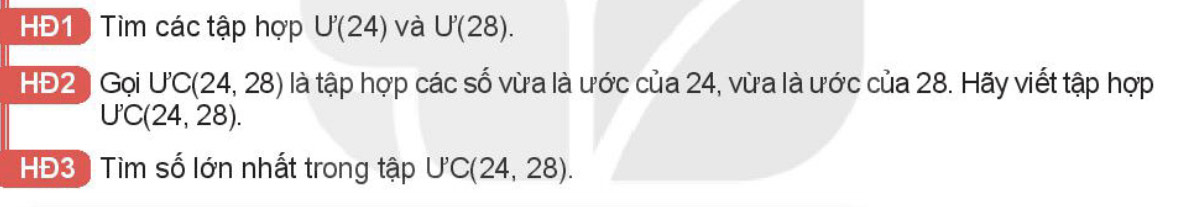 HĐ1 Tìm các tập hợp Ư(24) và Ư(28).
HĐ2 Gọi ƯC(24, 28) là tập hợp các số vừa là ước của 24, vừa là ước của 28. Hãy viết tập hợp
ƯC(24, 28).
HĐ3 Tìm số lớn nhất trong tập ƯC(24, 28).